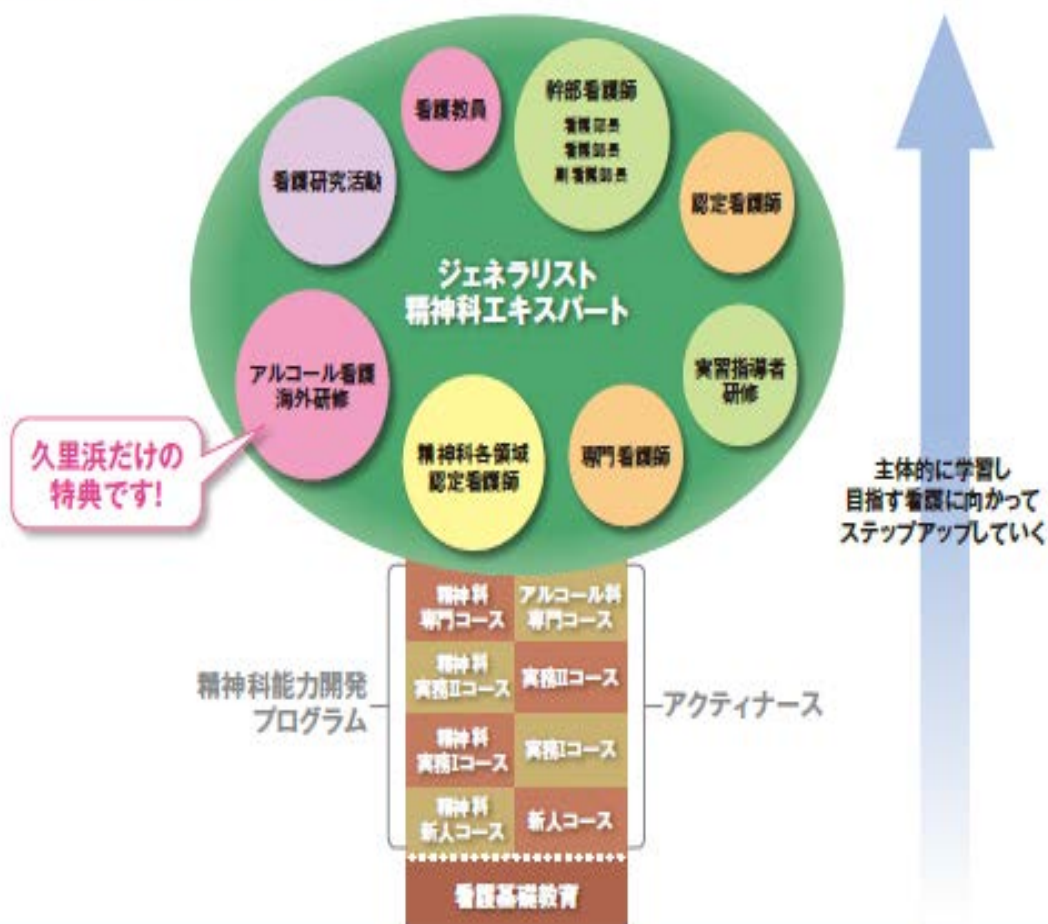 看護教員
幹部看護師
看護部長
看護師長
副看護師長
看護研究活動
認定看護師
ジェネラリスト
精神科エキスパート
アルコール看護
海外研修
実習指導者
研修
久里浜だけの
特典です!
精神科各領域
認定看護師
専門看護師
主体的に学習し
目指す看護に向かって
ステップアップしていく
精神科
専門コース
アルコール科
専門コース
精神科
実務IIコース
実務IIコース
精神科能力開発
プログラム
アクティナース
精神科
実務Iコース
実務Iコース
精神科
新人コース
新人コース
看護基礎教育